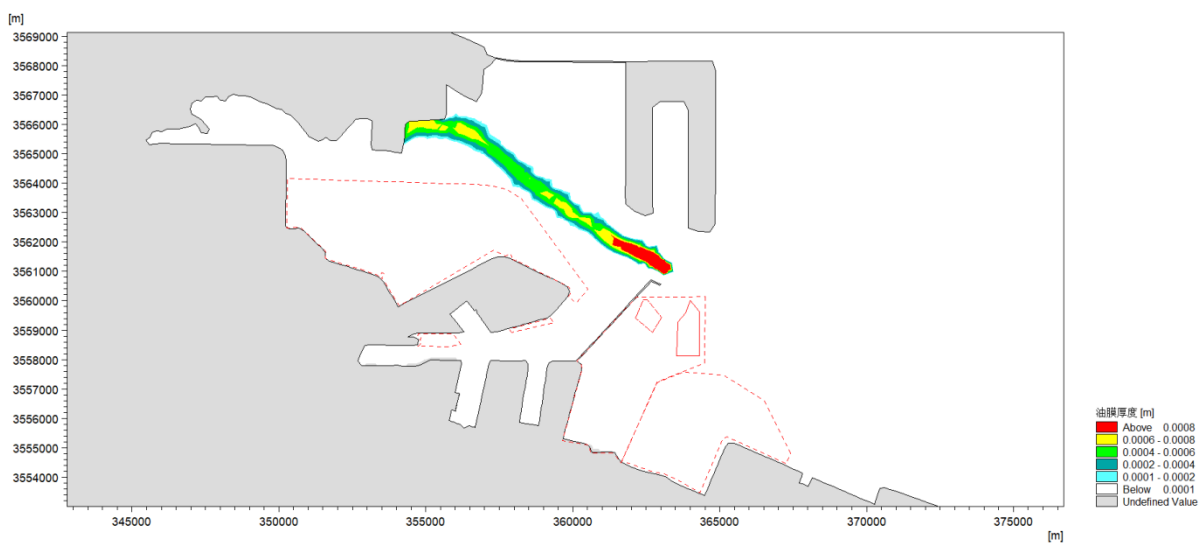 [m]
3569000
3568000
3567000
3566000
3565000
3564000
3563000
3562000
3561000
3560000
3559000
3558000
3557000
3556000
3555000
3554000
345000 350000 355000 360000 365000 370000 375000
[m]
油膜厚度 [m]
Above 0.0008
0.0006 - 0.0008
0.0004 - 0.0006
0.0002 - 0.0004
0.0001 - 0.0002
Below 0.0001
Undefined Value